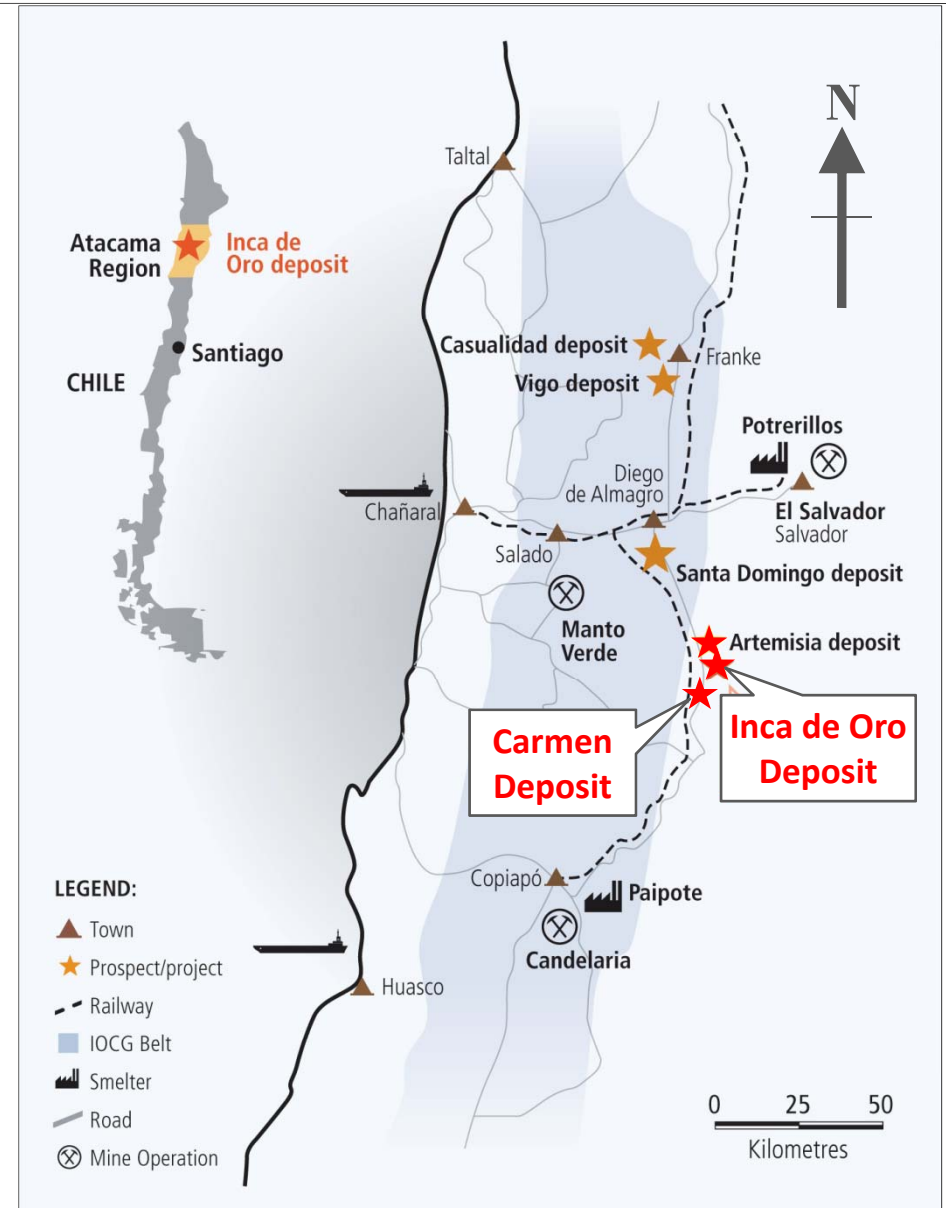 N
Taltal
Atacama
Region
Inca de
Oro deposit
Santiago
CHILE
Casualidad deposit
Franke
Vigo deposit
Potrerillos
Diego
de Almagro
Chañaral
El Salvador
Salvador
Salado
Santa Domingo deposit
Manto
Verde
Artemisia deposit
Carmen
Deposit
Inca de Oro
Deposit
Copiapó
Paipote
Candelaria
Huasco
LEGEND:
Town
Prospect/project
Railway
IOCG Belt
Smelter
Road
Mine Operation
0 25 50
Kilometres